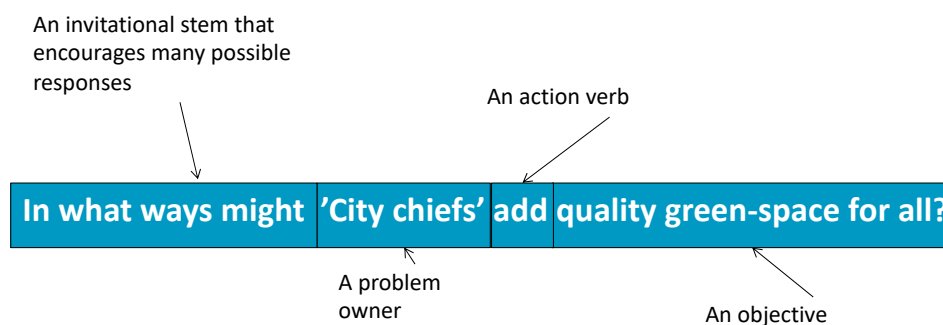 An invitational stem that
encourages many possible
responses
An action verb
In what ways might ’City chiefs’ add quality green-space for all?
A problem
owner
An objective